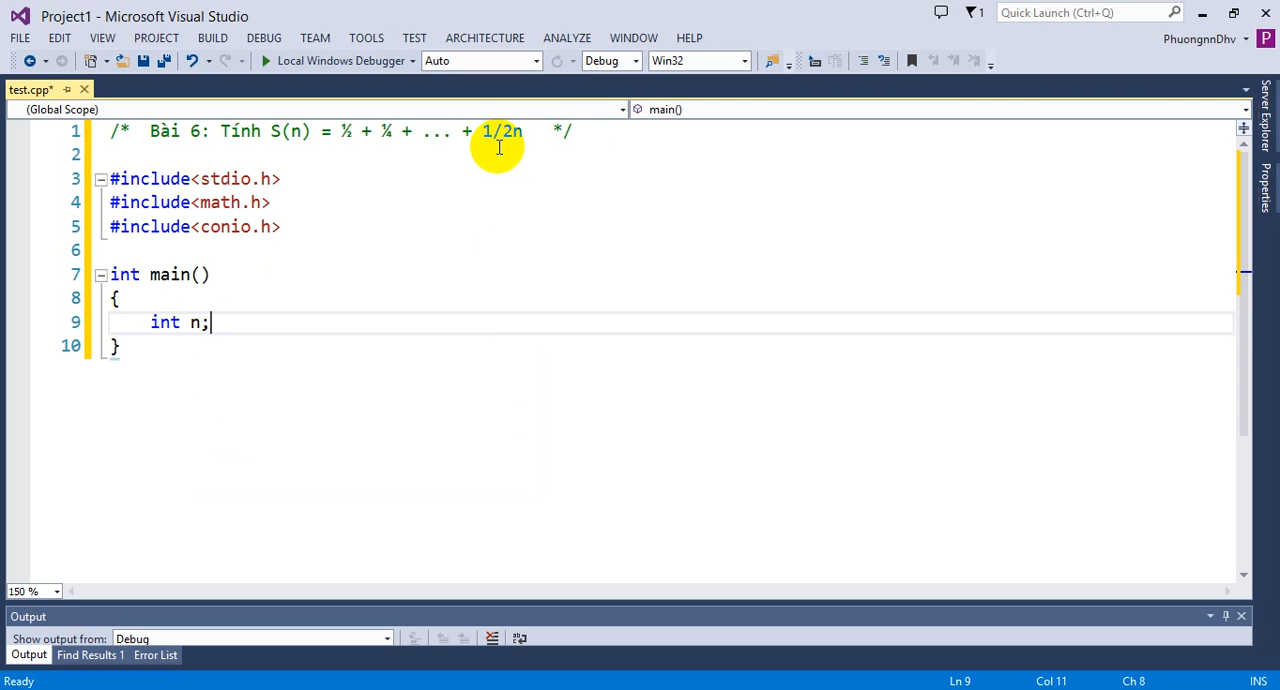 Project1 - Microsoft Visual Studio
1
Quick Launch (Ctrl+Q)
FILE EDIT VIEW PROJECT BUILD DEBUG TEAM TOOLS TEST ARCHITECTURE ANALYZE WINDOW HELP
PhuongnnDhv
P
Local Windows Debugger
Auto
Debug
Win32
test.cpp*
(Global Scope)
main()
1 /*  Bài 6: Tính S(n) = ½ + ¼ + ... + 1/2n   */
2
3 #include<stdio.h>
4 #include<math.h>
5 #include<conio.h>
6
7 int main()
8 {
9     int n;
10 }
Server Explorer
Properties
150 %
Output
Show output from: Debug
Output
Find Results 1
Error List
Ready
Ln 9
Col 11
Ch 8
INS